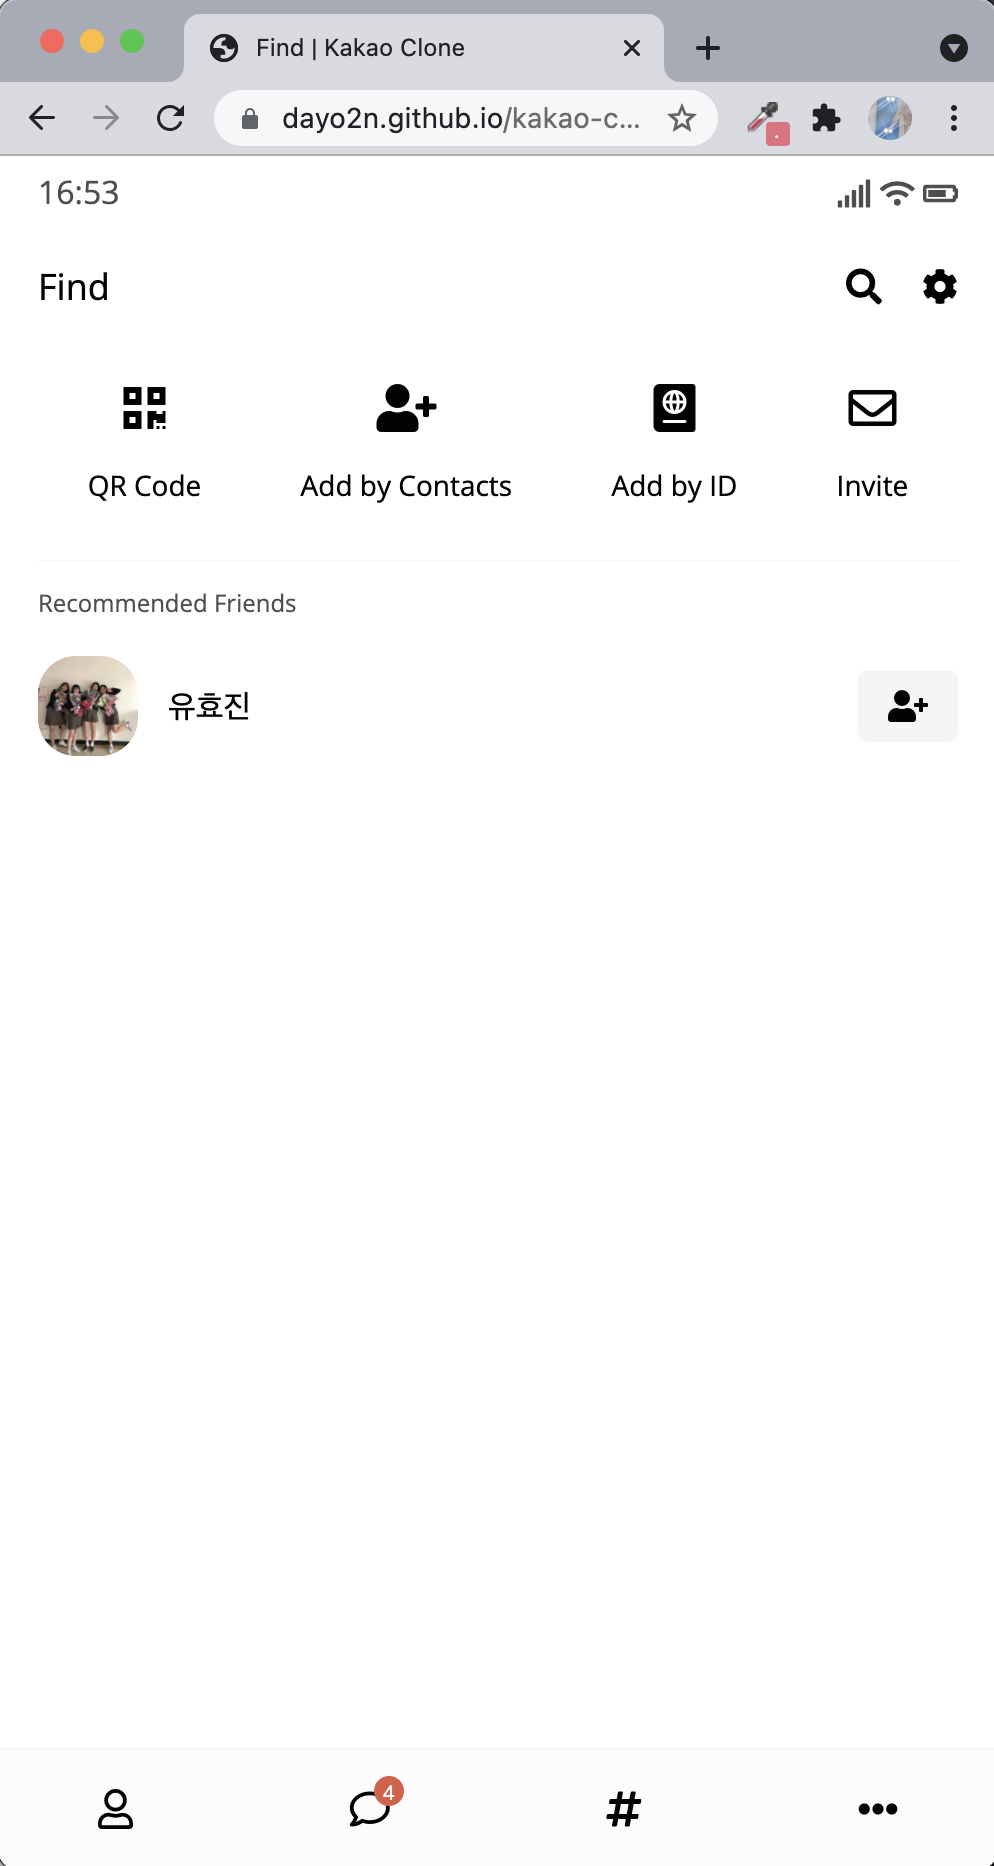 Find | Kakao Clone
dayo2n.github.io/kakao-c...
16:53
Find
QR Code
Add by Contacts
Add by ID
Invite
Recommended Friends
유효진
4